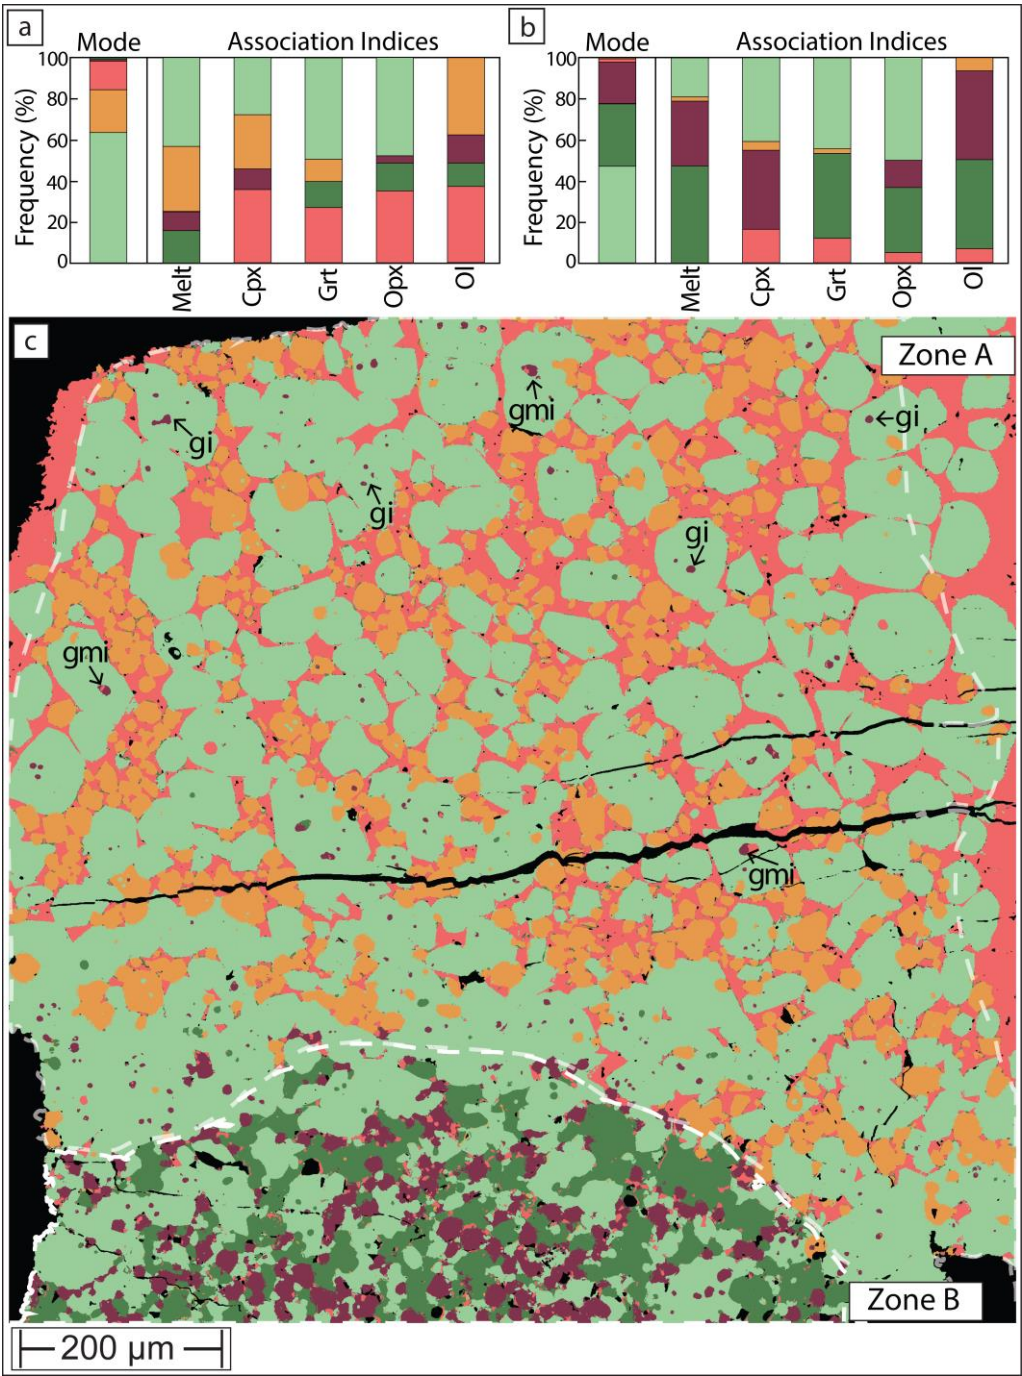 a
Mode
Association Indices
Frequency (%)
100
80
60
40
20
0
Melt
Cpx
Grt
Opx
Ol
b
Mode
Association Indices
Frequency (%)
100
80
60
40
20
0
Melt
Cpx
Grt
Opx
Ol
c
Zone A
gmi
gi
gi
gi
gi
gmi
gmi
Zone B
200 µm